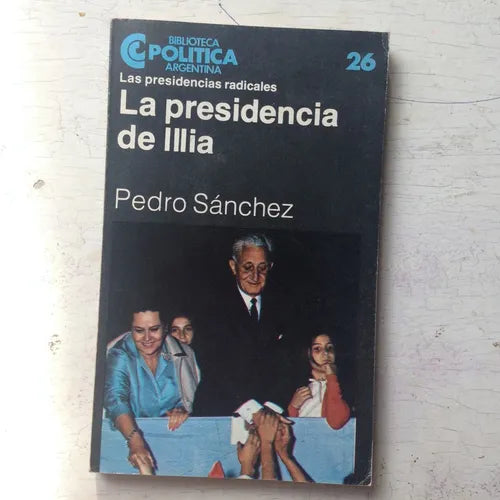 BIBLIOTECA
POLITICA
ARGENTINA
26
Las presidencias radicales
La presidencia
de Illia
Pedro Sánchez